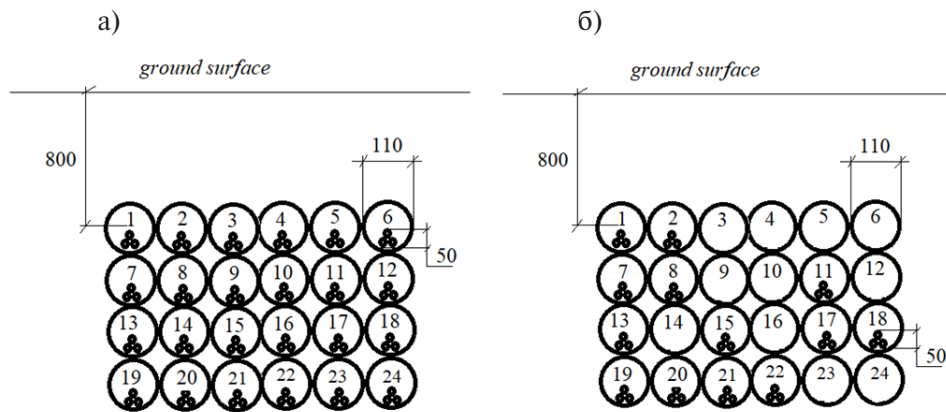 а) б)
ground surface ground surface
110 110
800 800
1 2 3 4 5 6 1 2 3 4 5 6
50
7 8 9 10 11 12 7 8 9 10 11 12
13 14 15 16 17 18 13 14 15 16 17 18
50
19 20 21 22 23 24 19 20 21 22 23 24